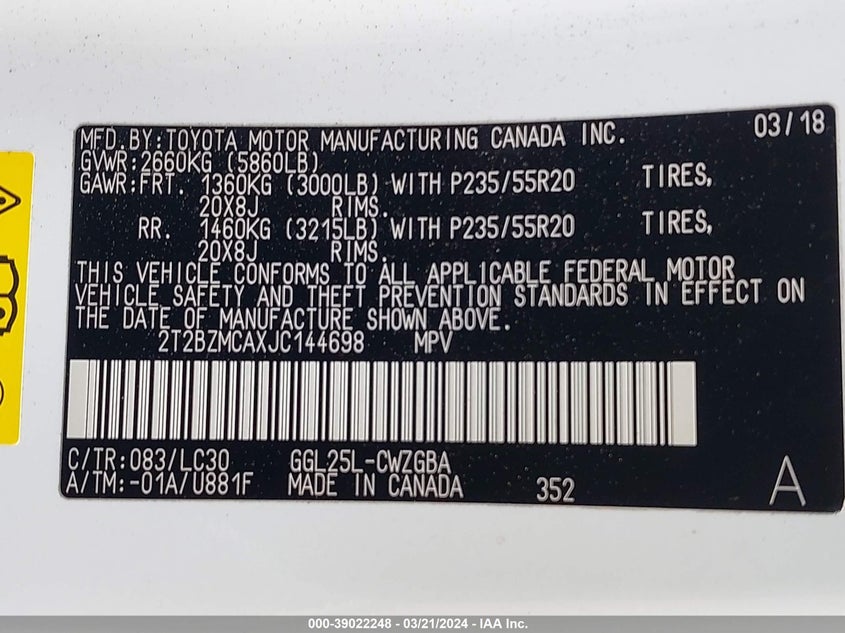 MFD.BY:TOYOTA MOTOR MANUFACTURING CANADA INC. 03/18
GVWR:2660KG (5860LB)
GAWR:FRT. 1360KG (3000LB) WITH P235/55R20 TIRES,
20X8J RIMS.
RR. 1460KG (3215LB) WITH P235/55R20 TIRES,
20X8J RIMS.
THIS VEHICLE CONFORMS TO ALL APPLICABLE FEDERAL MOTOR
VEHICLE SAFETY AND THEFT PREVENTION STANDARDS IN EFFECT ON
THE DATE OF MANUFACTURE SHOWN ABOVE.
2T2BZMCAXJC144698 MPV
C/TR:083/LC30 GGL25L-CWZGBA
A/TM:-01A/U881F MADE IN CANADA 352 A
000-39022248 - 03/21/2024 - IAA Inc.